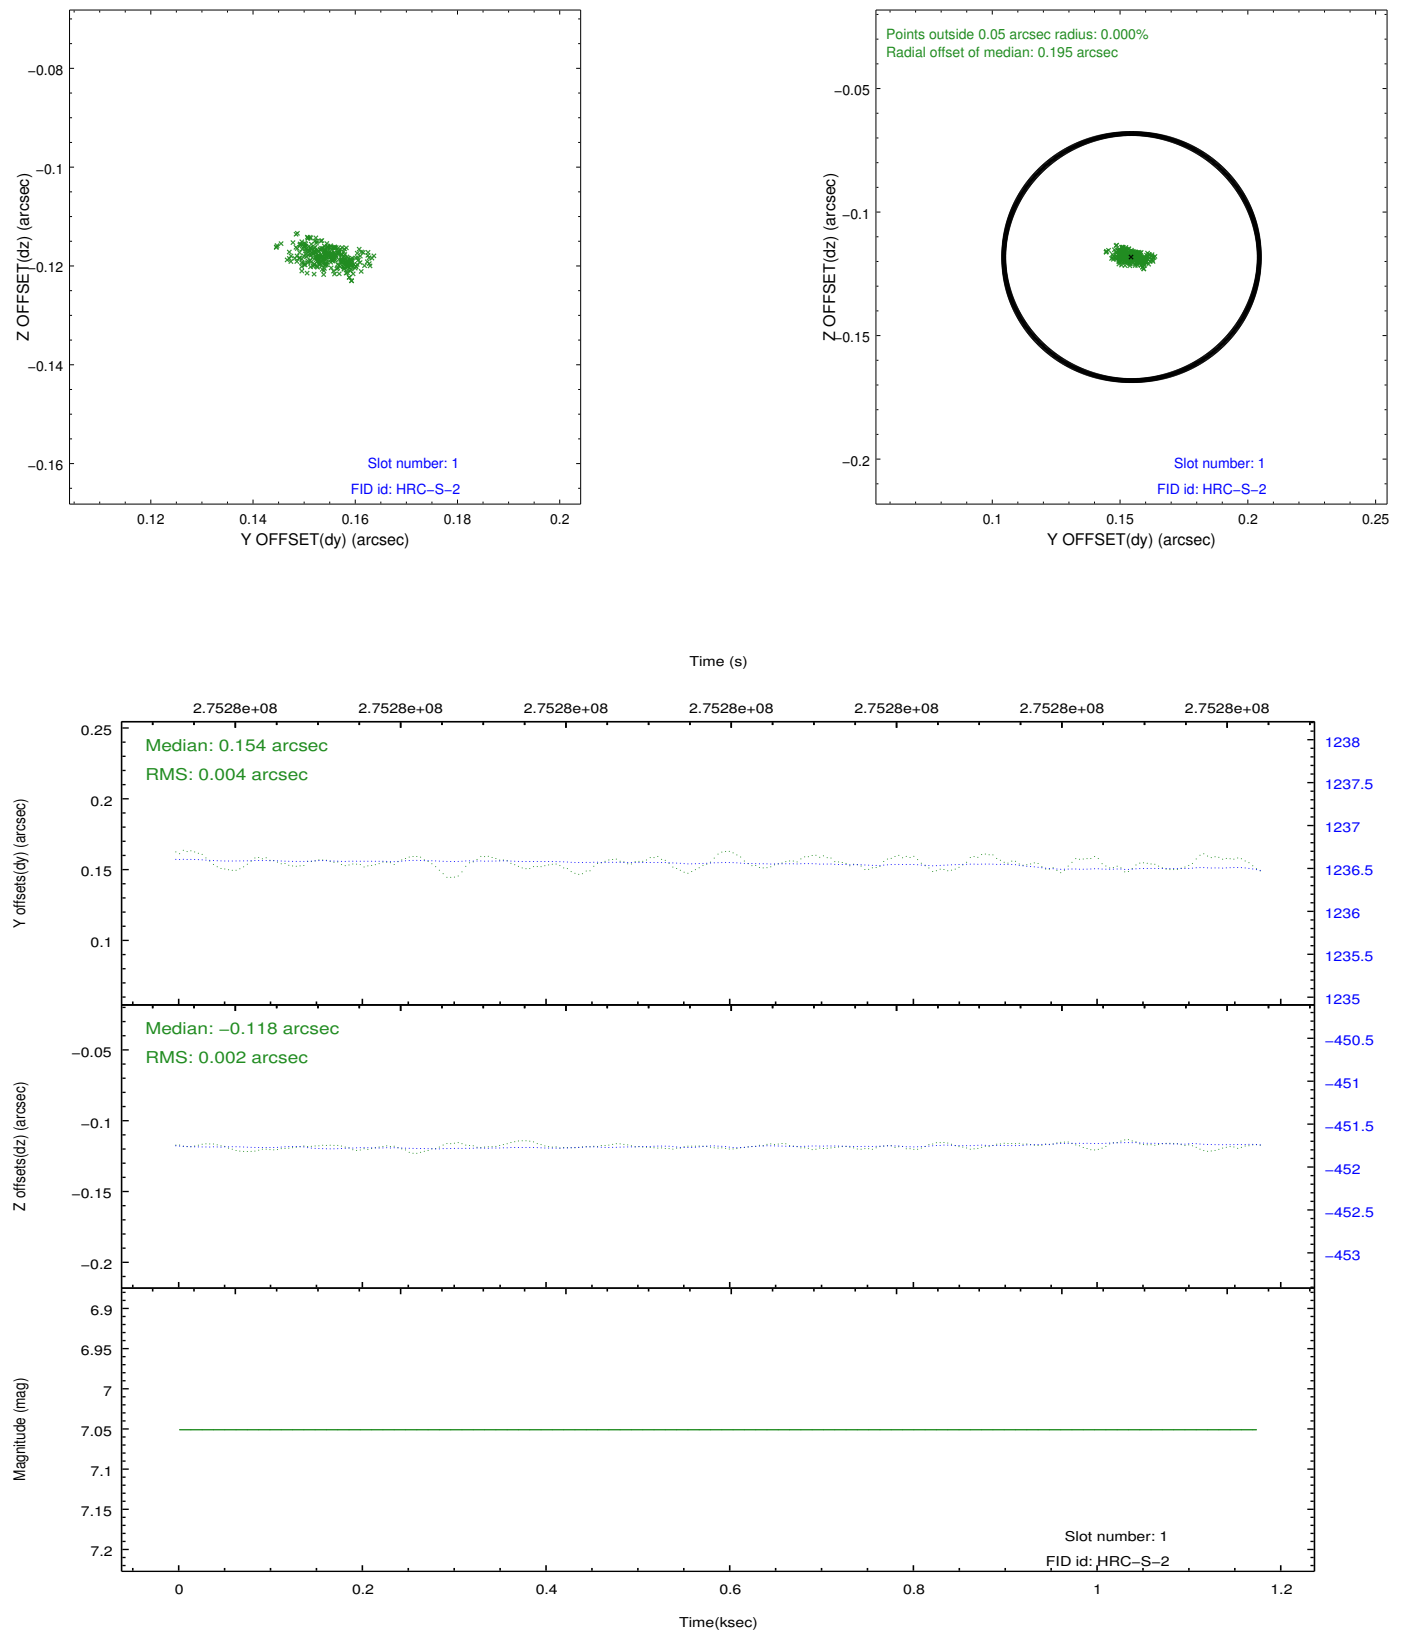 −0.08
−0.1
−0.12
−0.14
−0.16
Z OFFSET(dz) (arcsec)
Slot number: 1
FID id: HRC−S−2
0.12 0.14 0.16 0.18 0.2
Y OFFSET(dy) (arcsec)
Points outside 0.05 arcsec radius: 0.000%
Radial offset of median: 0.195 arcsec
−0.05
−0.1
−0.15
−0.2
Z OFFSET(dz) (arcsec)
Slot number: 1
FID id: HRC−S−2
0.1 0.15 0.2 0.25
Y OFFSET(dy) (arcsec)
Time (s)
2.7528e+08 2.7528e+08 2.7528e+08 2.7528e+08 2.7528e+08 2.7528e+08 2.7528e+08
Median: 0.154 arcsec
RMS: 0.004 arcsec
0.25
0.2
0.15
0.1
Y offsets(dy) (arcsec)
1238
1237.5
1237
1236.5
1236
1235.5
1235
Median: −0.118 arcsec
RMS: 0.002 arcsec
−0.05
−0.1
−0.15
−0.2
Z offsets(dz) (arcsec)
−450.5
−451
−451.5
−452
−452.5
−453
6.9
6.95
7
7.05
7.1
7.15
7.2
Magnitude (mag)
Slot number: 1
FID id: HRC−S−2
0 0.2 0.4 0.6 0.8 1 1.2
Time(ksec)